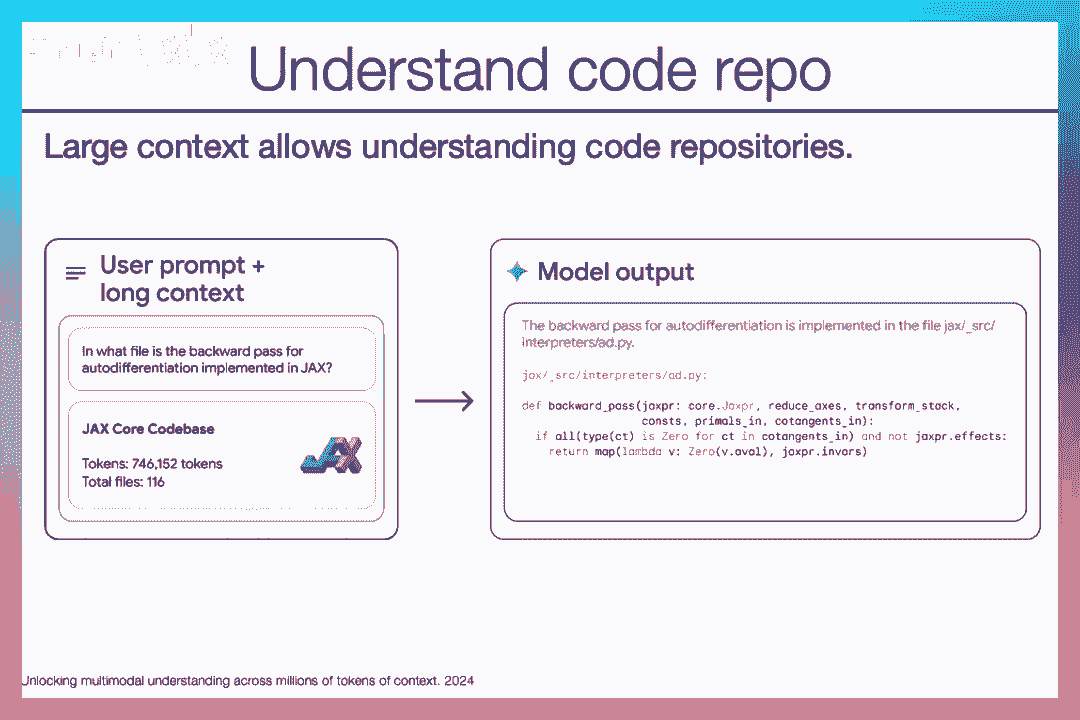 Understand code repo
Large context allows understanding code repositories.
User prompt +
long context
In what file is the backward pass for
autodifferentiation implemented in JAX?
JAX Core Codebase
Tokens: 746,152 tokens
Total files: 116
JAX
Model output
The backward pass for autodifferentiation is implemented in the file jax/_src/
interpreters/ad.py.
jax/_src/interpreters/ad.py:
def backward_pass(jaxpr: core.Jaxpr, reduce_axes, transform_stack,
consts, primals_in, cotangents_in):
if all(type(ct) is Zero for ct in cotangents_in) and not jaxpr.effects:
return map(lambda v: Zero(v.aval), jaxpr.invars)
Unlocking multimodal understanding across millions of tokens of context. 2024